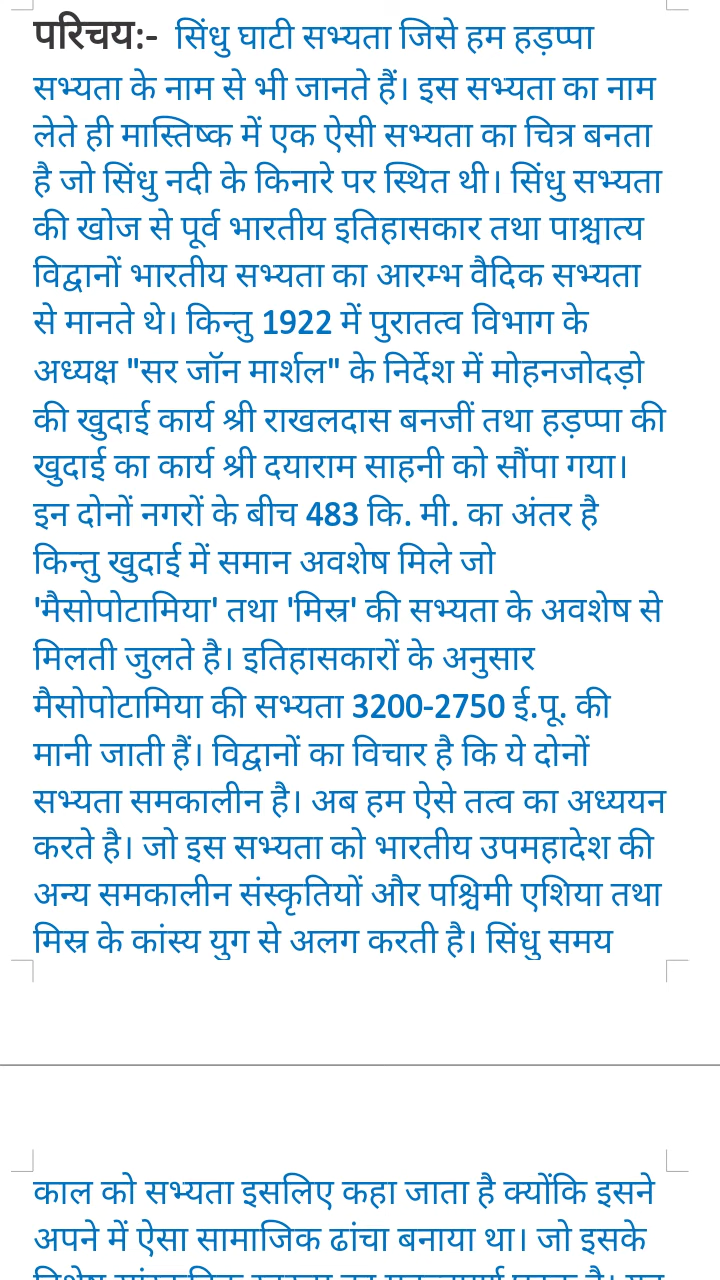 परिचय:- सिंधु घाटी सभ्यता जिसे हम हड़प्पा
सभ्यता के नाम से भी जानते हैं। इस सभ्यता का नाम
लेते ही मास्तिष्क में एक ऐसी सभ्यता का चित्र बनता
है जो सिंधु नदी के किनारे पर स्थित थी। सिंधु सभ्यता
की खोज से पूर्व भारतीय इतिहासकार तथा पाश्चात्य
विद्वानों भारतीय सभ्यता का आरम्भ वैदिक सभ्यता
से मानते थे। किन्तु 1922 में पुरातत्व विभाग के
अध्यक्ष "सर जॉन मार्शल" के निर्देश में मोहनजोदड़ो
की खुदाई कार्य श्री राखलदास बनजीं तथा हड़प्पा की
खुदाई का कार्य श्री दयाराम साहनी को सौंपा गया।
इन दोनों नगरों के बीच 483 कि. मी. का अंतर है
किन्तु खुदाई में समान अवशेष मिले जो
'मैसोपोटामिया' तथा 'मिस्र' की सभ्यता के अवशेष से
मिलती जुलते है। इतिहासकारों के अनुसार
मैसोपोटामिया की सभ्यता 3200-2750 ई.पू. की
मानी जाती हैं। विद्वानों का विचार है कि ये दोनों
सभ्यता समकालीन है। अब हम ऐसे तत्व का अध्ययन
करते है। जो इस सभ्यता को भारतीय उपमहादेश की
अन्य समकालीन संस्कृतियों और पश्चिमी एशिया तथा
मिस्र के कांस्य युग से अलग करती है। सिंधु समय
काल को सभ्यता इसलिए कहा जाता है क्योंकि इसने
अपने में ऐसा सामाजिक ढांचा बनाया था। जो इसके